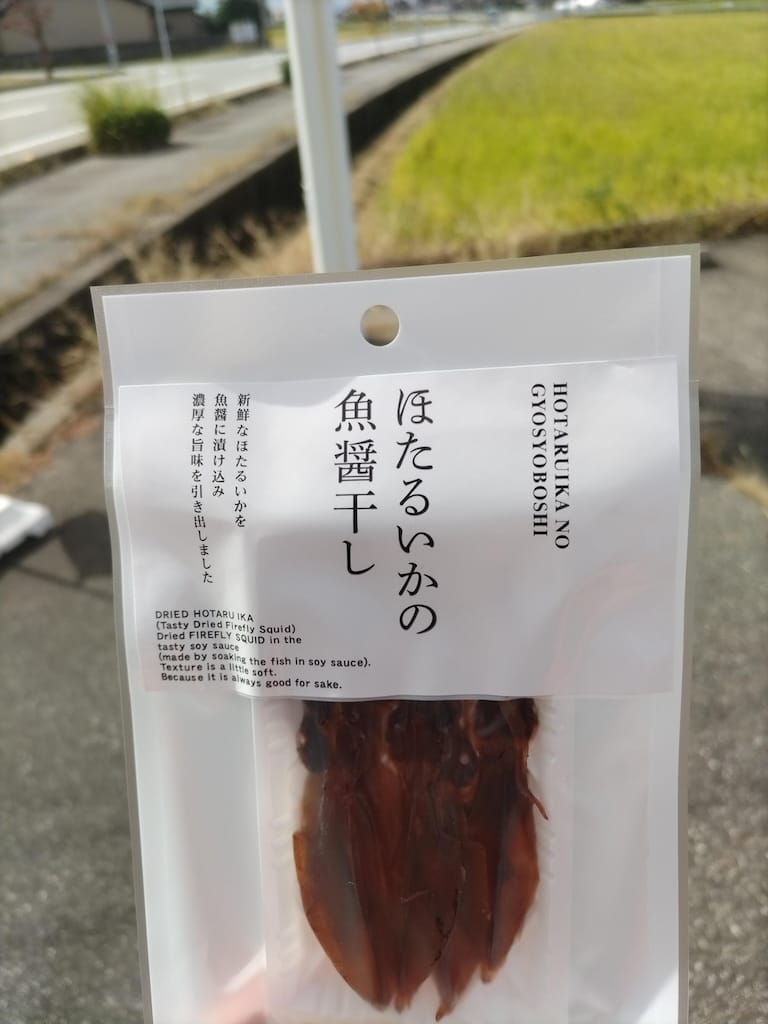 HOTARUIKA NO
GYOSYOBOSHI
ほたるいかの
魚醤干し
新鮮なほたるいかを
魚醤に漬け込み
濃厚な旨味を引き出しました
DRIED HOTARUIKA
(Tasty Dried Firefly Squid)
Dried FIREFLY SQUID in the
tasty soy sauce
(made by soaking the fish in soy sauce).
Texture is a little soft.
Because it is always good for sake.